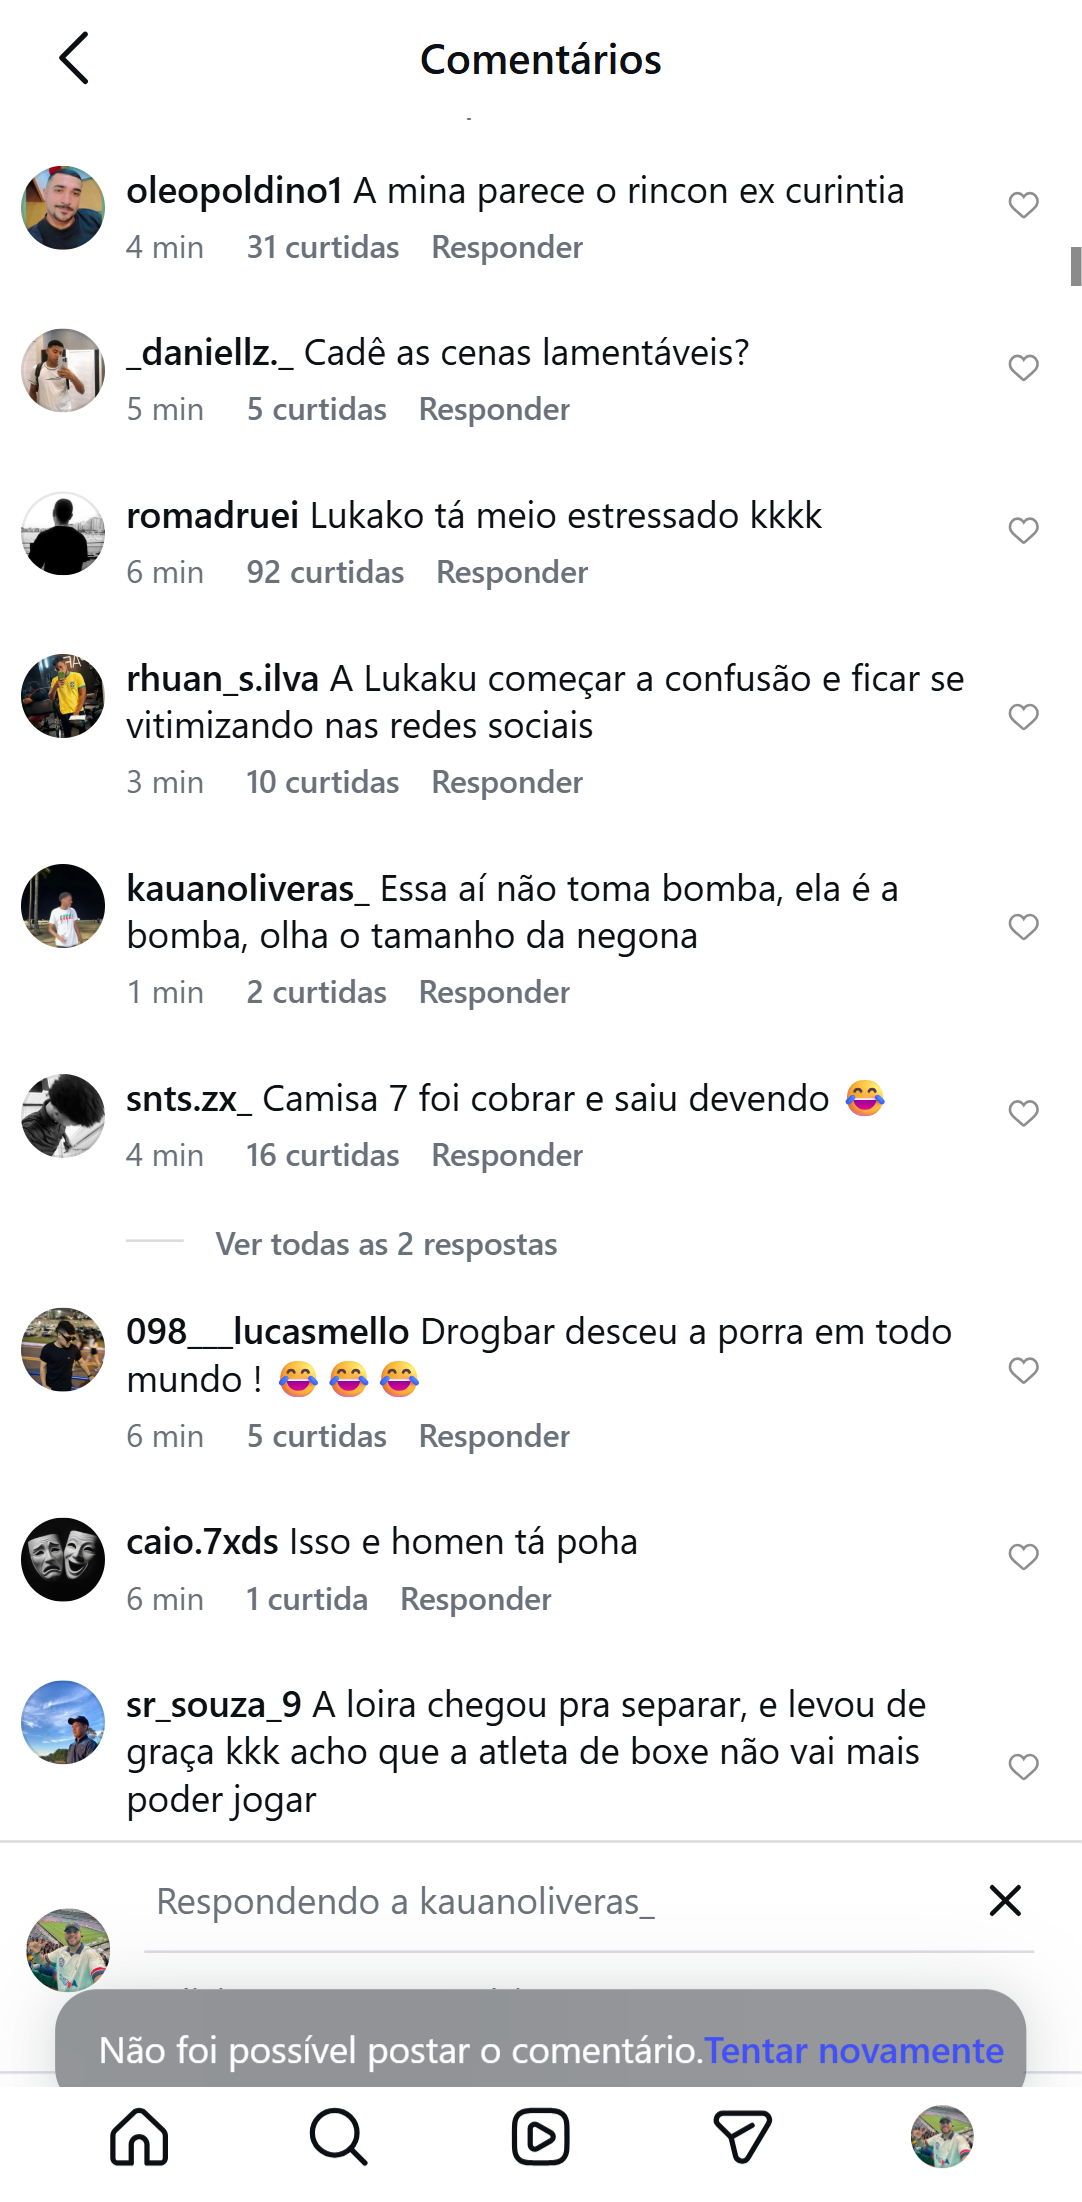 Comentários
oleopoldino1 A mina parece o rincon ex curintia
4 min 31 curtidas Responder
_daniellz._ Cadê as cenas lamentáveis?
5 min 5 curtidas Responder
romadruei Lukako tá meio estressado kkkk
6 min 92 curtidas Responder
rhuan_s.ilva A Lukaku começar a confusão e ficar se
vitimizando nas redes sociais
3 min 10 curtidas Responder
kauanoliveras_ Essa aí não toma bomba, ela é a
bomba, olha o tamanho da negona
1 min 2 curtidas Responder
snts.zx_ Camisa 7 foi cobrar e saiu devendo 😂
4 min 16 curtidas Responder
Ver todas as 2 respostas
098___lucasmello Drogbar desceu a porra em todo
mundo ! 😂😂😂
6 min 5 curtidas Responder
caio.7xds Isso e homen tá poha
6 min 1 curtida Responder
sr_souza_9 A loira chegou pra separar, e levou de
graça kkk acho que a atleta de boxe não vai mais
poder jogar
Respondendo a kauanoliveras_
Não foi possível postar o comentário.Tentar novamente